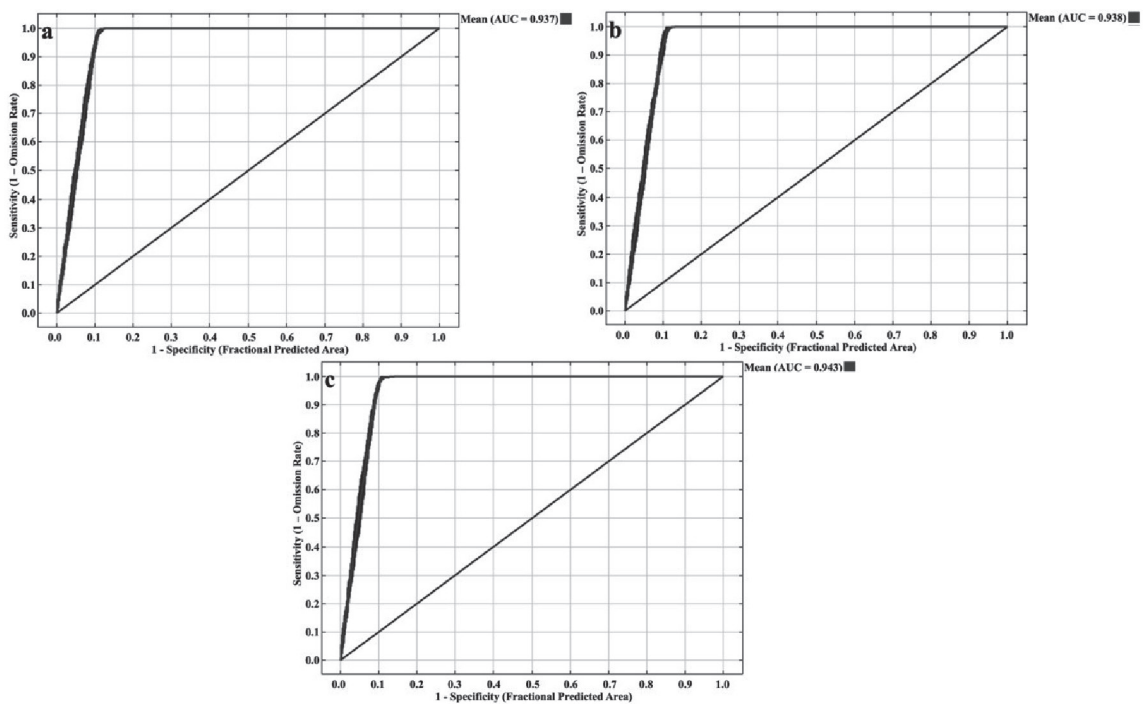 a
Mean (AUC = 0.937)
1.0
0.9
0.8
0.7
0.6
0.5
0.4
0.3
0.2
0.1
0.0
Sensitivity (1 – Omission Rate)
0.0 0.1 0.2 0.3 0.4 0.5 0.6 0.7 0.8 0.9 1.0
1 - Specificity (Fractional Predicted Area)
b
Mean (AUC = 0.938)
1.0
0.9
0.8
0.7
0.6
0.5
0.4
0.3
0.2
0.1
0.0
Sensitivity (1 – Omission Rate)
0.0 0.1 0.2 0.3 0.4 0.5 0.6 0.7 0.8 0.9 1.0
1 - Specificity (Fractional Predicted Area)
c
Mean (AUC = 0.943)
1.0
0.9
0.8
0.7
0.6
0.5
0.4
0.3
0.2
0.1
0.0
Sensitivity (1 – Omission Rate)
0.0 0.1 0.2 0.3 0.4 0.5 0.6 0.7 0.8 0.9 1.0
1 - Specificity (Fractional Predicted Area)